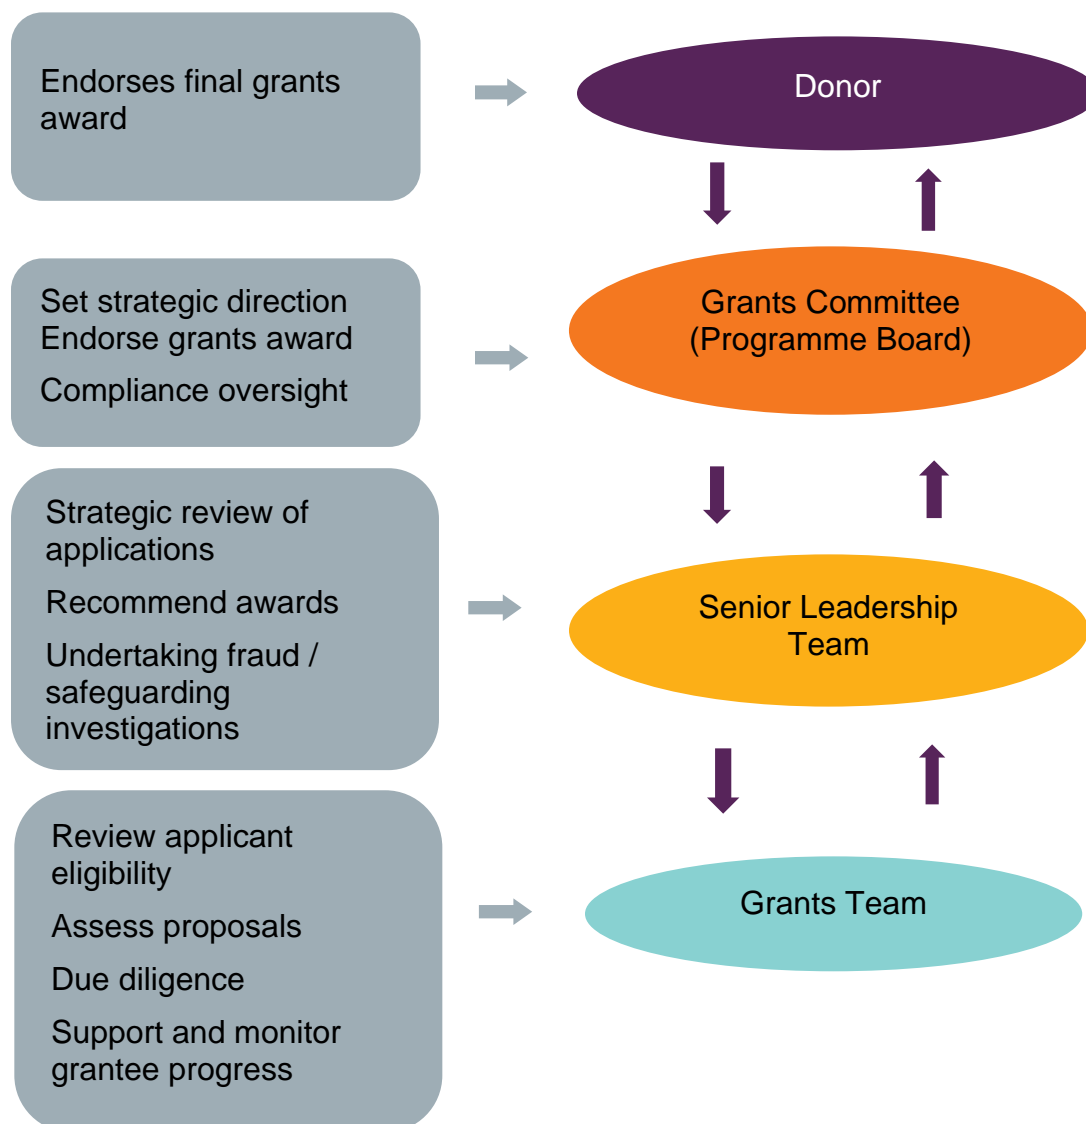 Endorses final grants
award
Donor
Set strategic direction
Endorse grants award
Compliance oversight
Grants Committee
(Programme Board)
Strategic review of
applications
Recommend awards
Undertaking fraud /
safeguarding
investigations
Senior Leadership
Team
Review applicant
eligibility
Assess proposals
Due diligence
Support and monitor
grantee progress
Grants Team